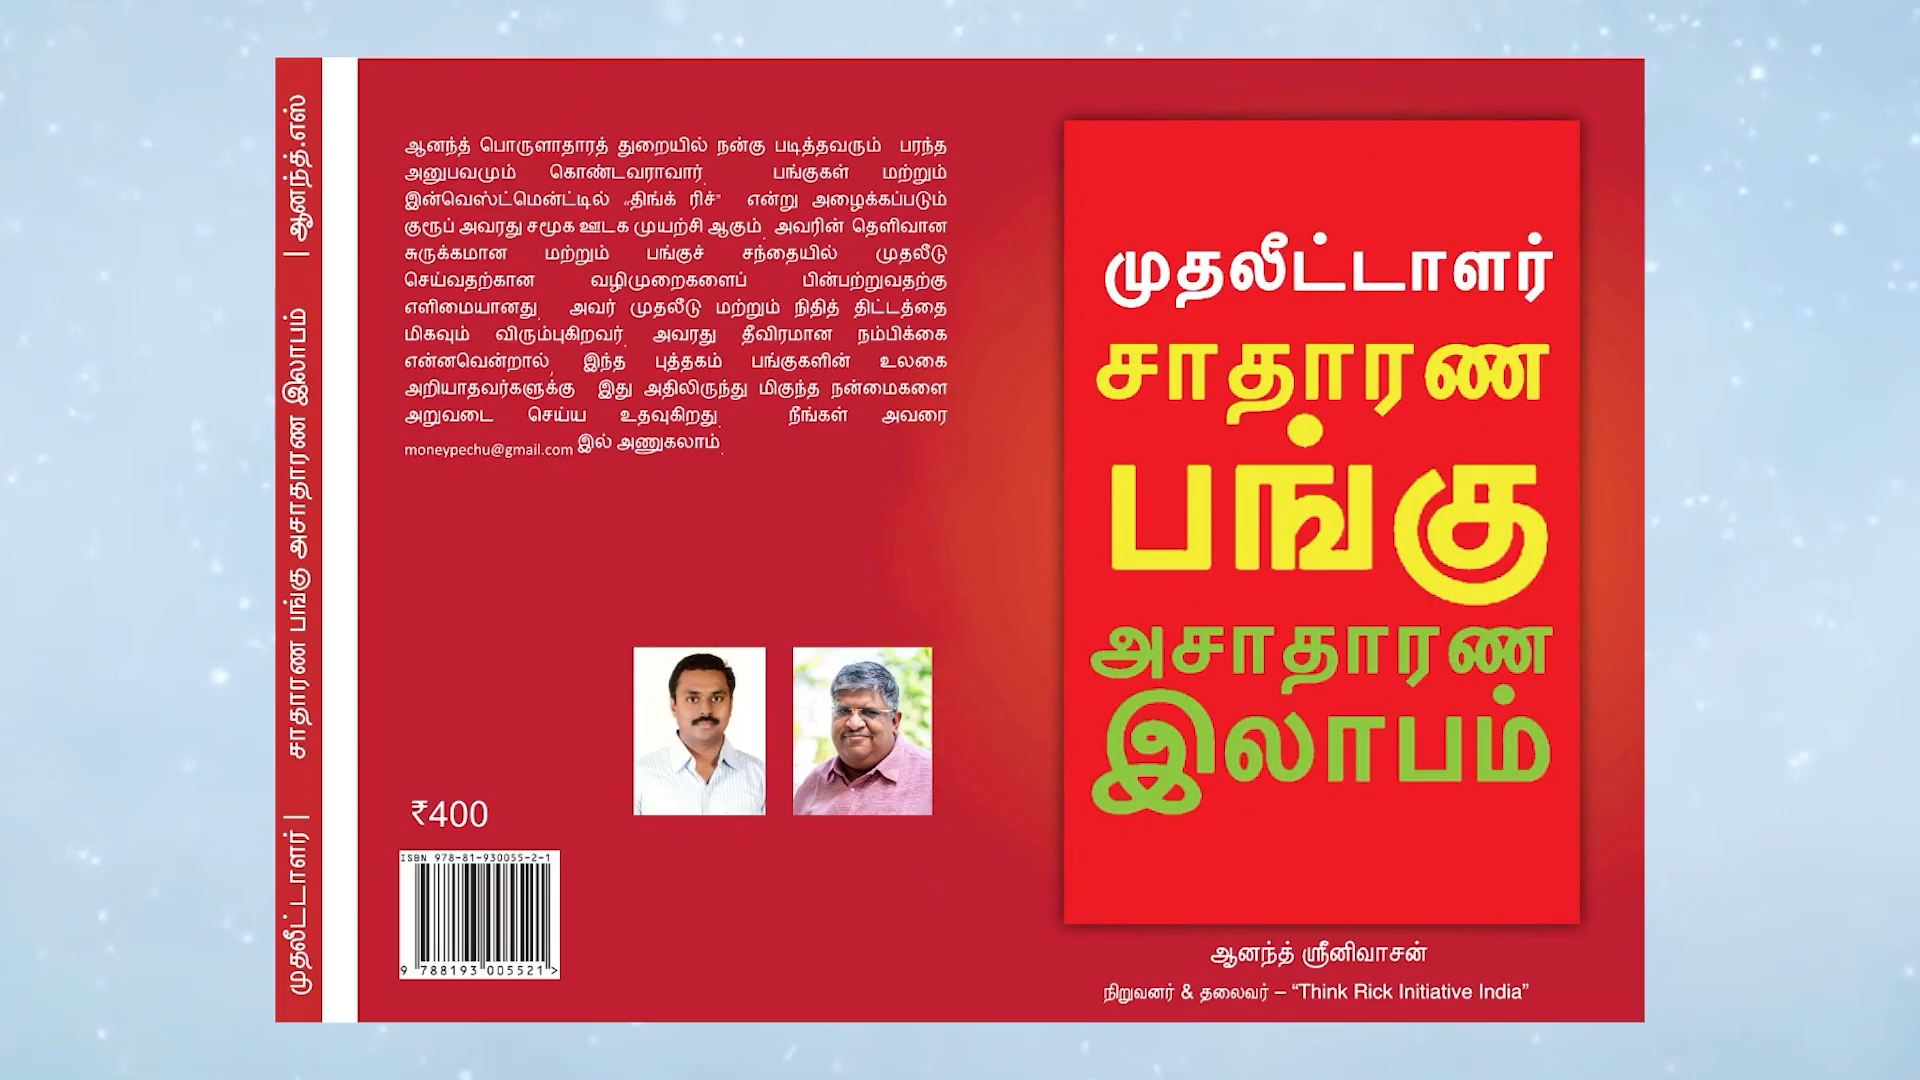 முதலீட்டாளர் | சாதாரண பங்கு அசாதாரண இலாபம் | ஆனந்த்.எஸ்
ஆனந்த் பொருளாதாரத் துறையில் நன்கு படித்தவரும் பரந்த
அனுபவமும் கொண்டவராவார். பங்குகள் மற்றும்
இன்வெஸ்ட்மென்ட்டில் “திங்க் ரிச்” என்று அழைக்கப்படும்
குரூப் அவரது சமூக ஊடக முயற்சி ஆகும். அவரின் தெளிவான
சுருக்கமான மற்றும் பங்குச் சந்தையில் முதலீடு
செய்வதற்கான வழிமுறைகளைப் பின்பற்றுவதற்கு
எளிமையானது. அவர் முதலீடு மற்றும் நிதித் திட்டத்தை
மிகவும் விரும்புகிறவர். அவரது தீவிரமான நம்பிக்கை
என்னவென்றால், இந்த புத்தகம் பங்குகளின் உலகை
அறியாதவர்களுக்கு இது அதிலிருந்து மிகுந்த நன்மைகளை
அறுவடை செய்ய உதவுகிறது. நீங்கள் அவரை
moneypechu@gmail.com இல் அணுகலாம்.
₹400
ISBN 978-81-930055-2-1
9 788193 005521 >
முதலீட்டாளர்
சாதாரண
பங்கு
அசாதாரண
இலாபம்
ஆனந்த் ஸ்ரீனிவாசன்
நிறுவனர் & தலைவர் – “Think Rick Initiative India”